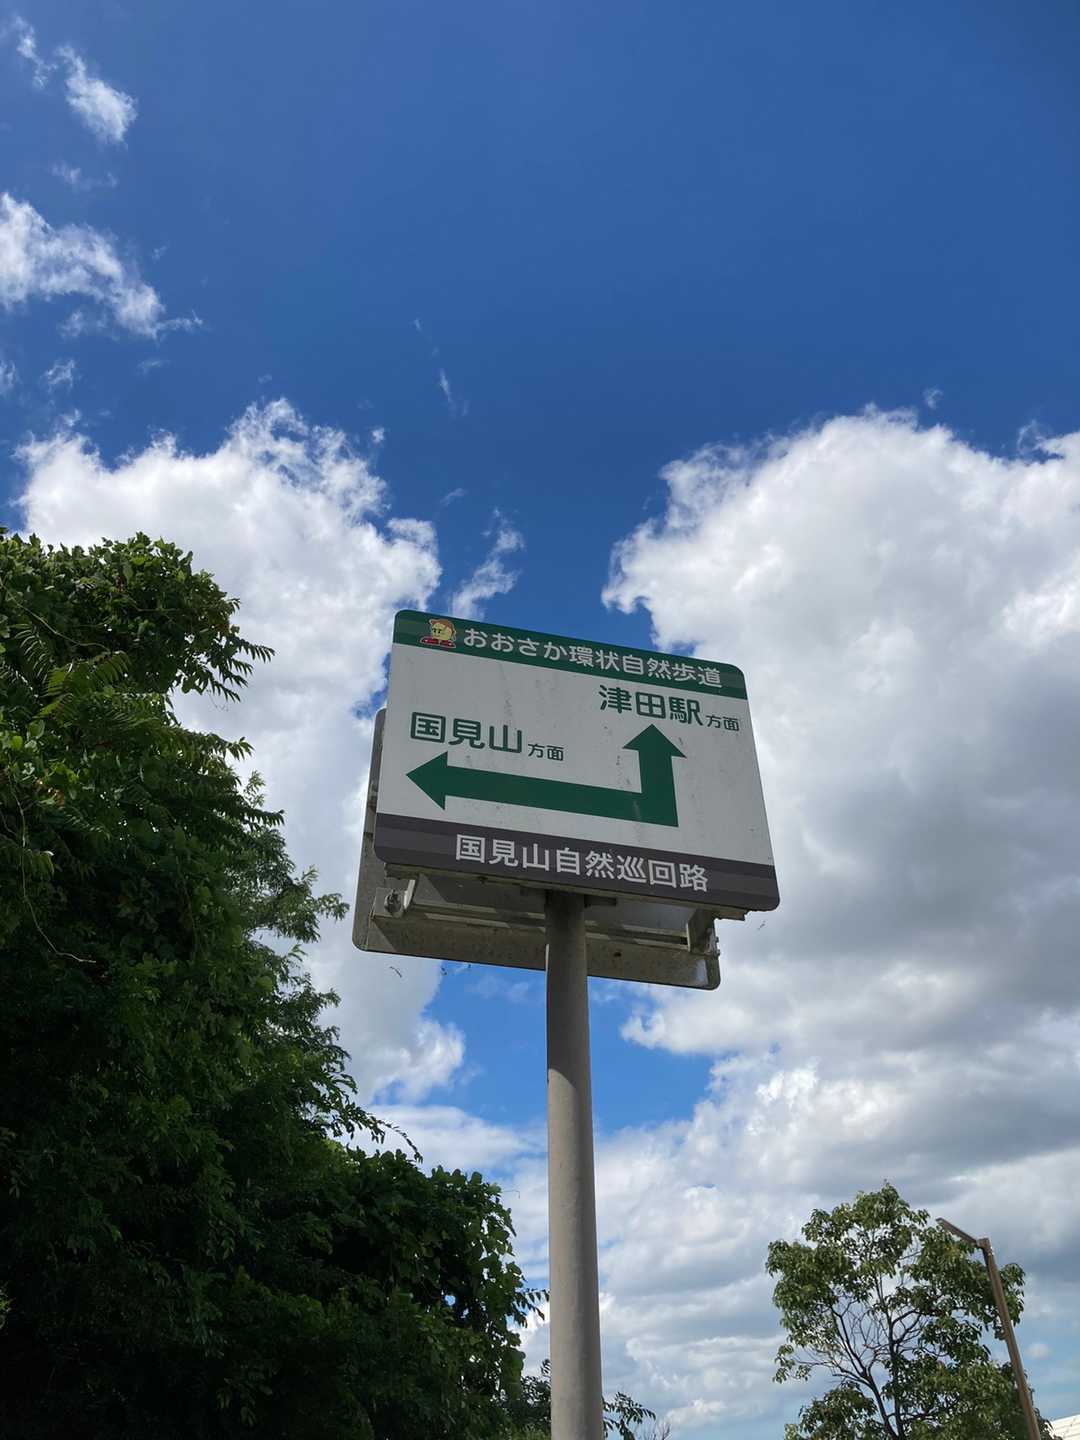 おおさか環状自然歩道
津田駅方面
国見山方面
国見山自然巡回路